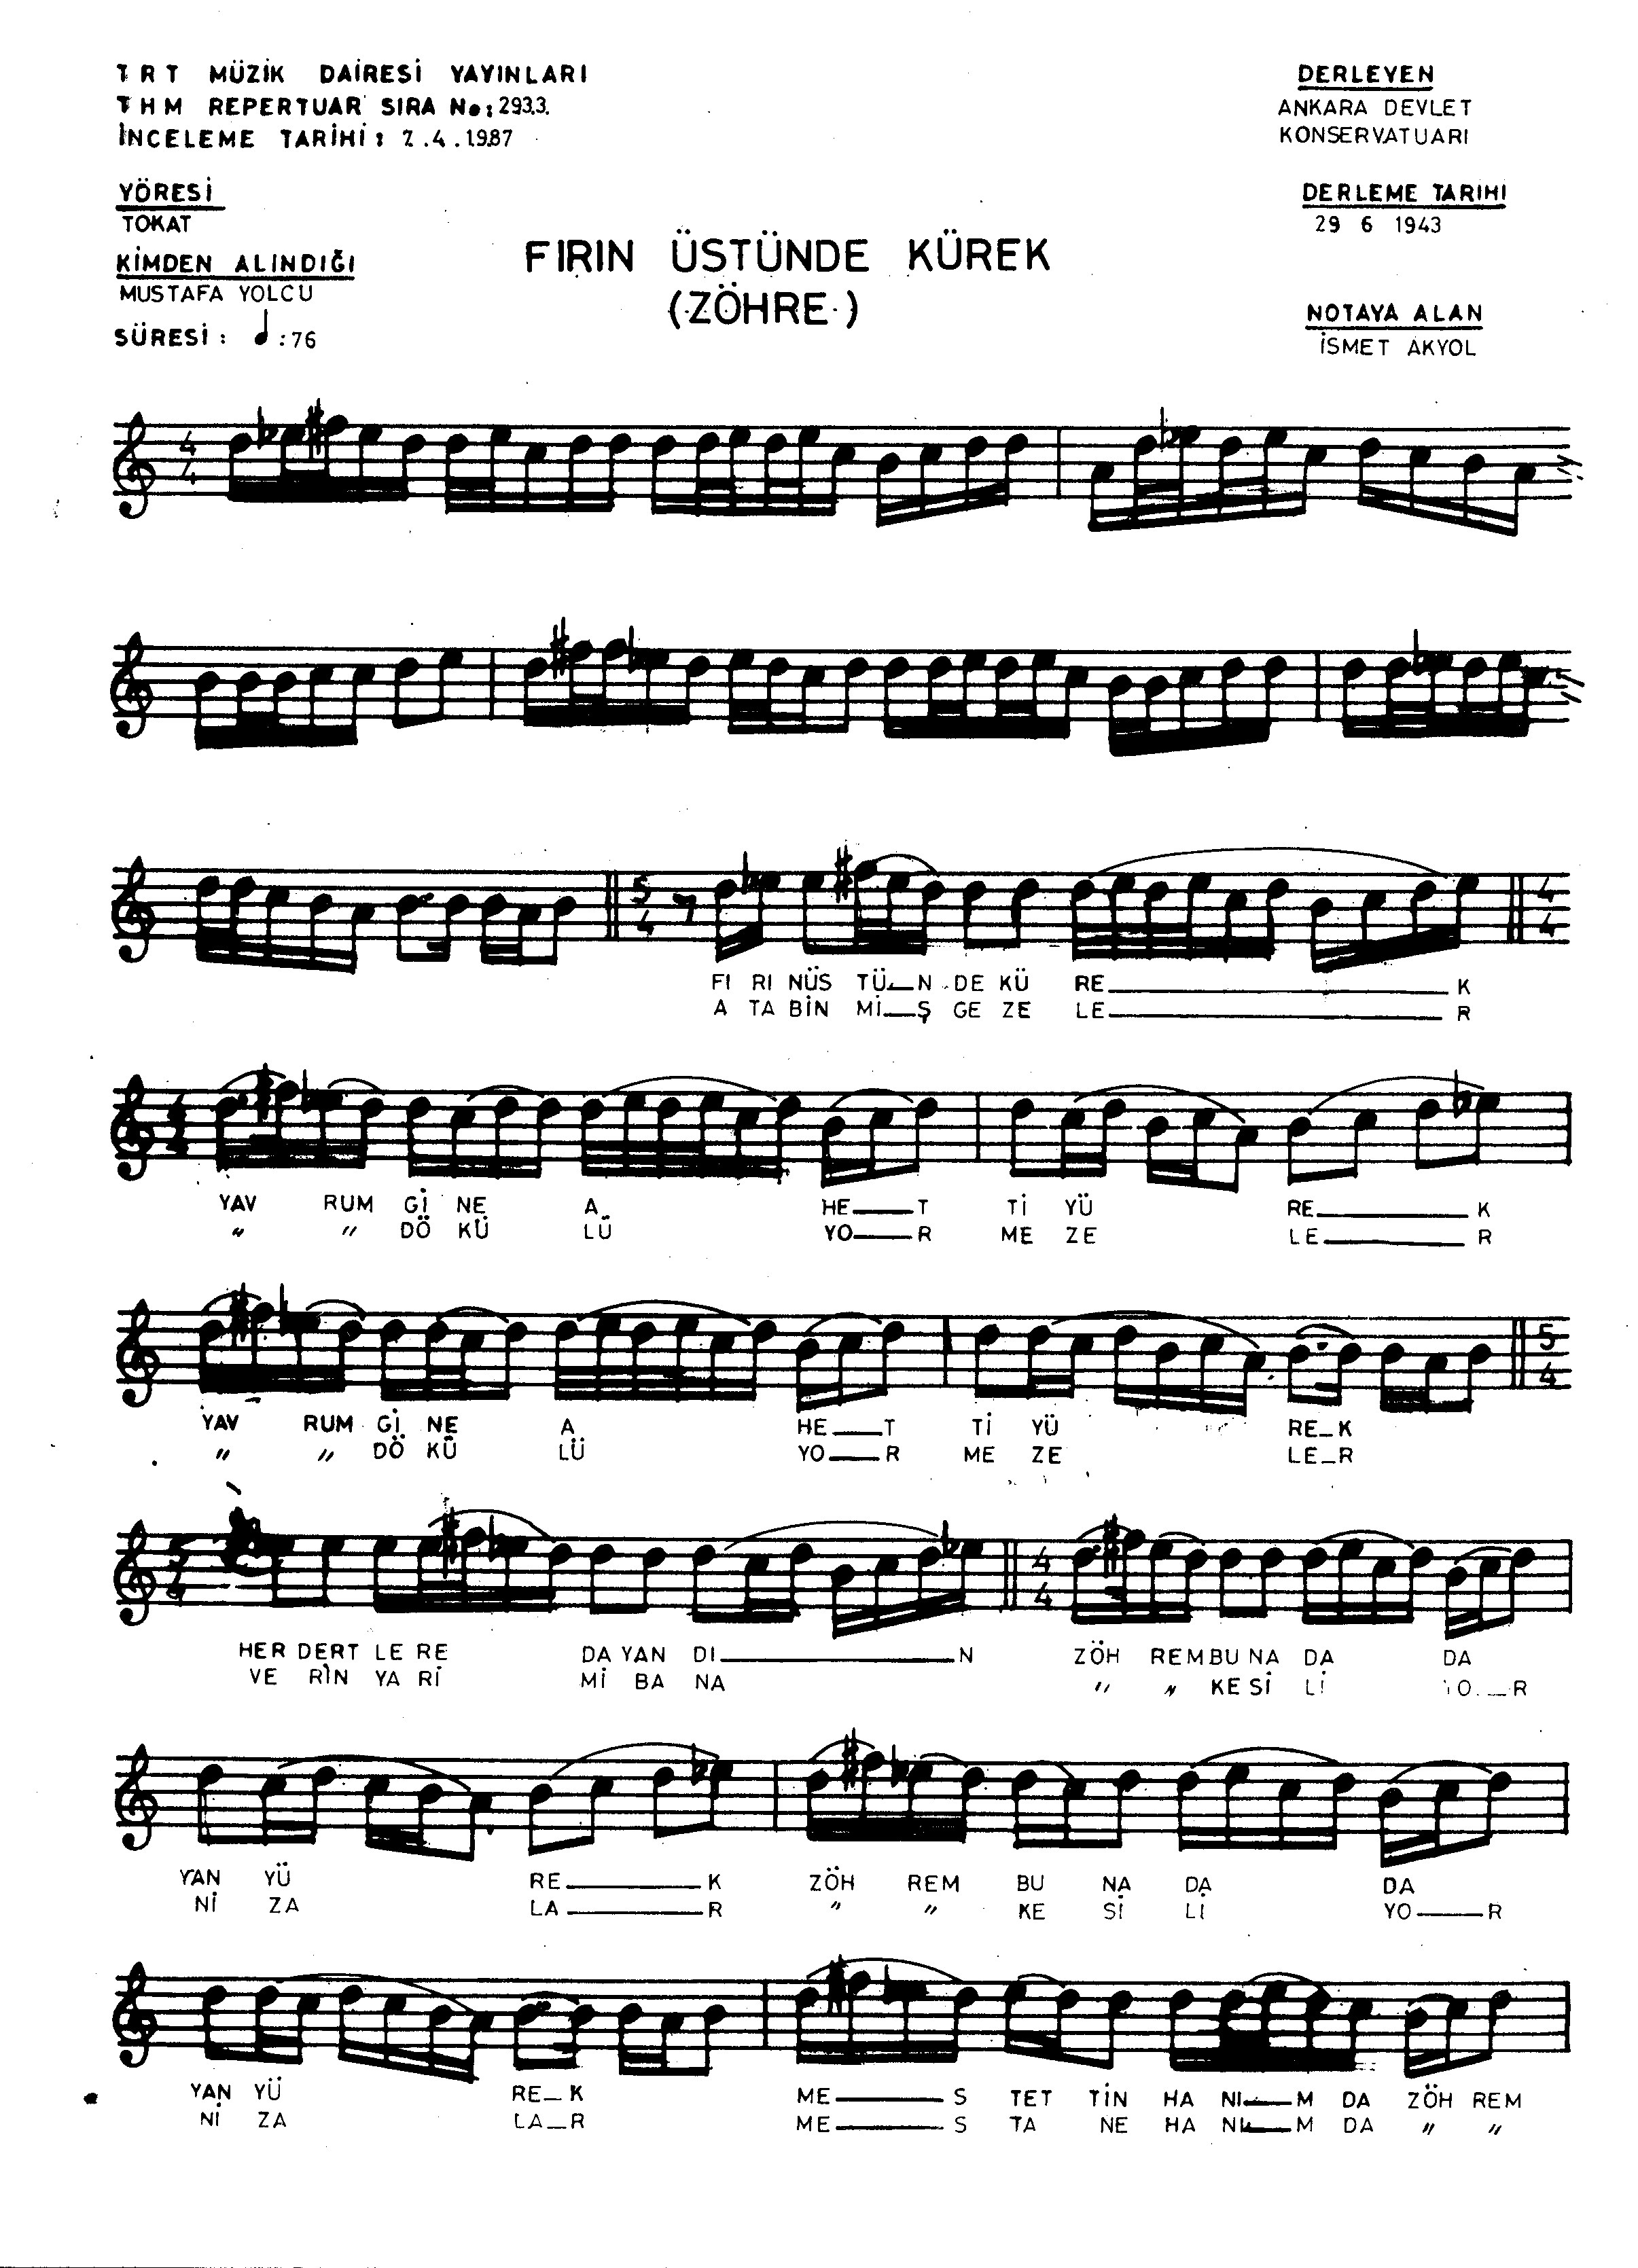 TRT MÜZİK DAİRESİ YAYINLARI
THM REPERTUAR SIRA No: 2933.
İNCELEME TARİHİ: 7.4.1987
YÖRESİ
TOKAT
KİMDEN ALINDIĞI
MUSTAFA YOLCU
SÜRESİ: :76
FIRIN ÜSTÜNDE KÜREK
(ZÖHRE)
DERLEYEN
ANKARA DEVLET
KONSERVATUARI
DERLEME TARIHI
29 6 1943
NOTAYA ALAN
İSMET AKYOL
FI RI NÜS TÜ_N DE KÜ RE_K
A TA BİN Mİ_Ş GE ZE LE_R
YAV RUM Gİ NE A HE_T Tİ YÜ RE_K
" " DÖ KÜ LÜ YO_R ME ZE LE_R
YAV RUM Gİ NE A HE_T Tİ YÜ RE_K
" " DÖ KÜ LÜ YO_R ME ZE LE_R
HER DERT LE RE DA YAN DI_N ZÖH REM BU NA DA DA
VE RİN YA Rİ Mİ BA NA " " KE Sİ Lİ YO_R
YAN YÜ RE_K ZÖH REM BU NA DA DA
Nİ ZA LA_R " " KE Sİ Lİ YO_R
YAN YÜ RE_K ME_S TET TİN HA NI_M DA ZÖH REM
Nİ ZA LA_R ME_S TA NE HA NI_M DA " "